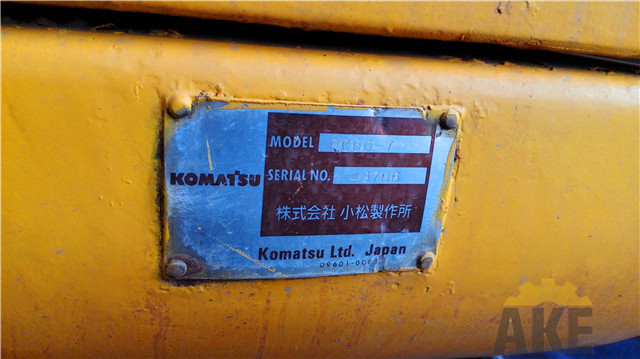 KOMATSU
MODEL
SERIAL NO.
株式会社 小松製作所
Komatsu Ltd. Japan
AKE